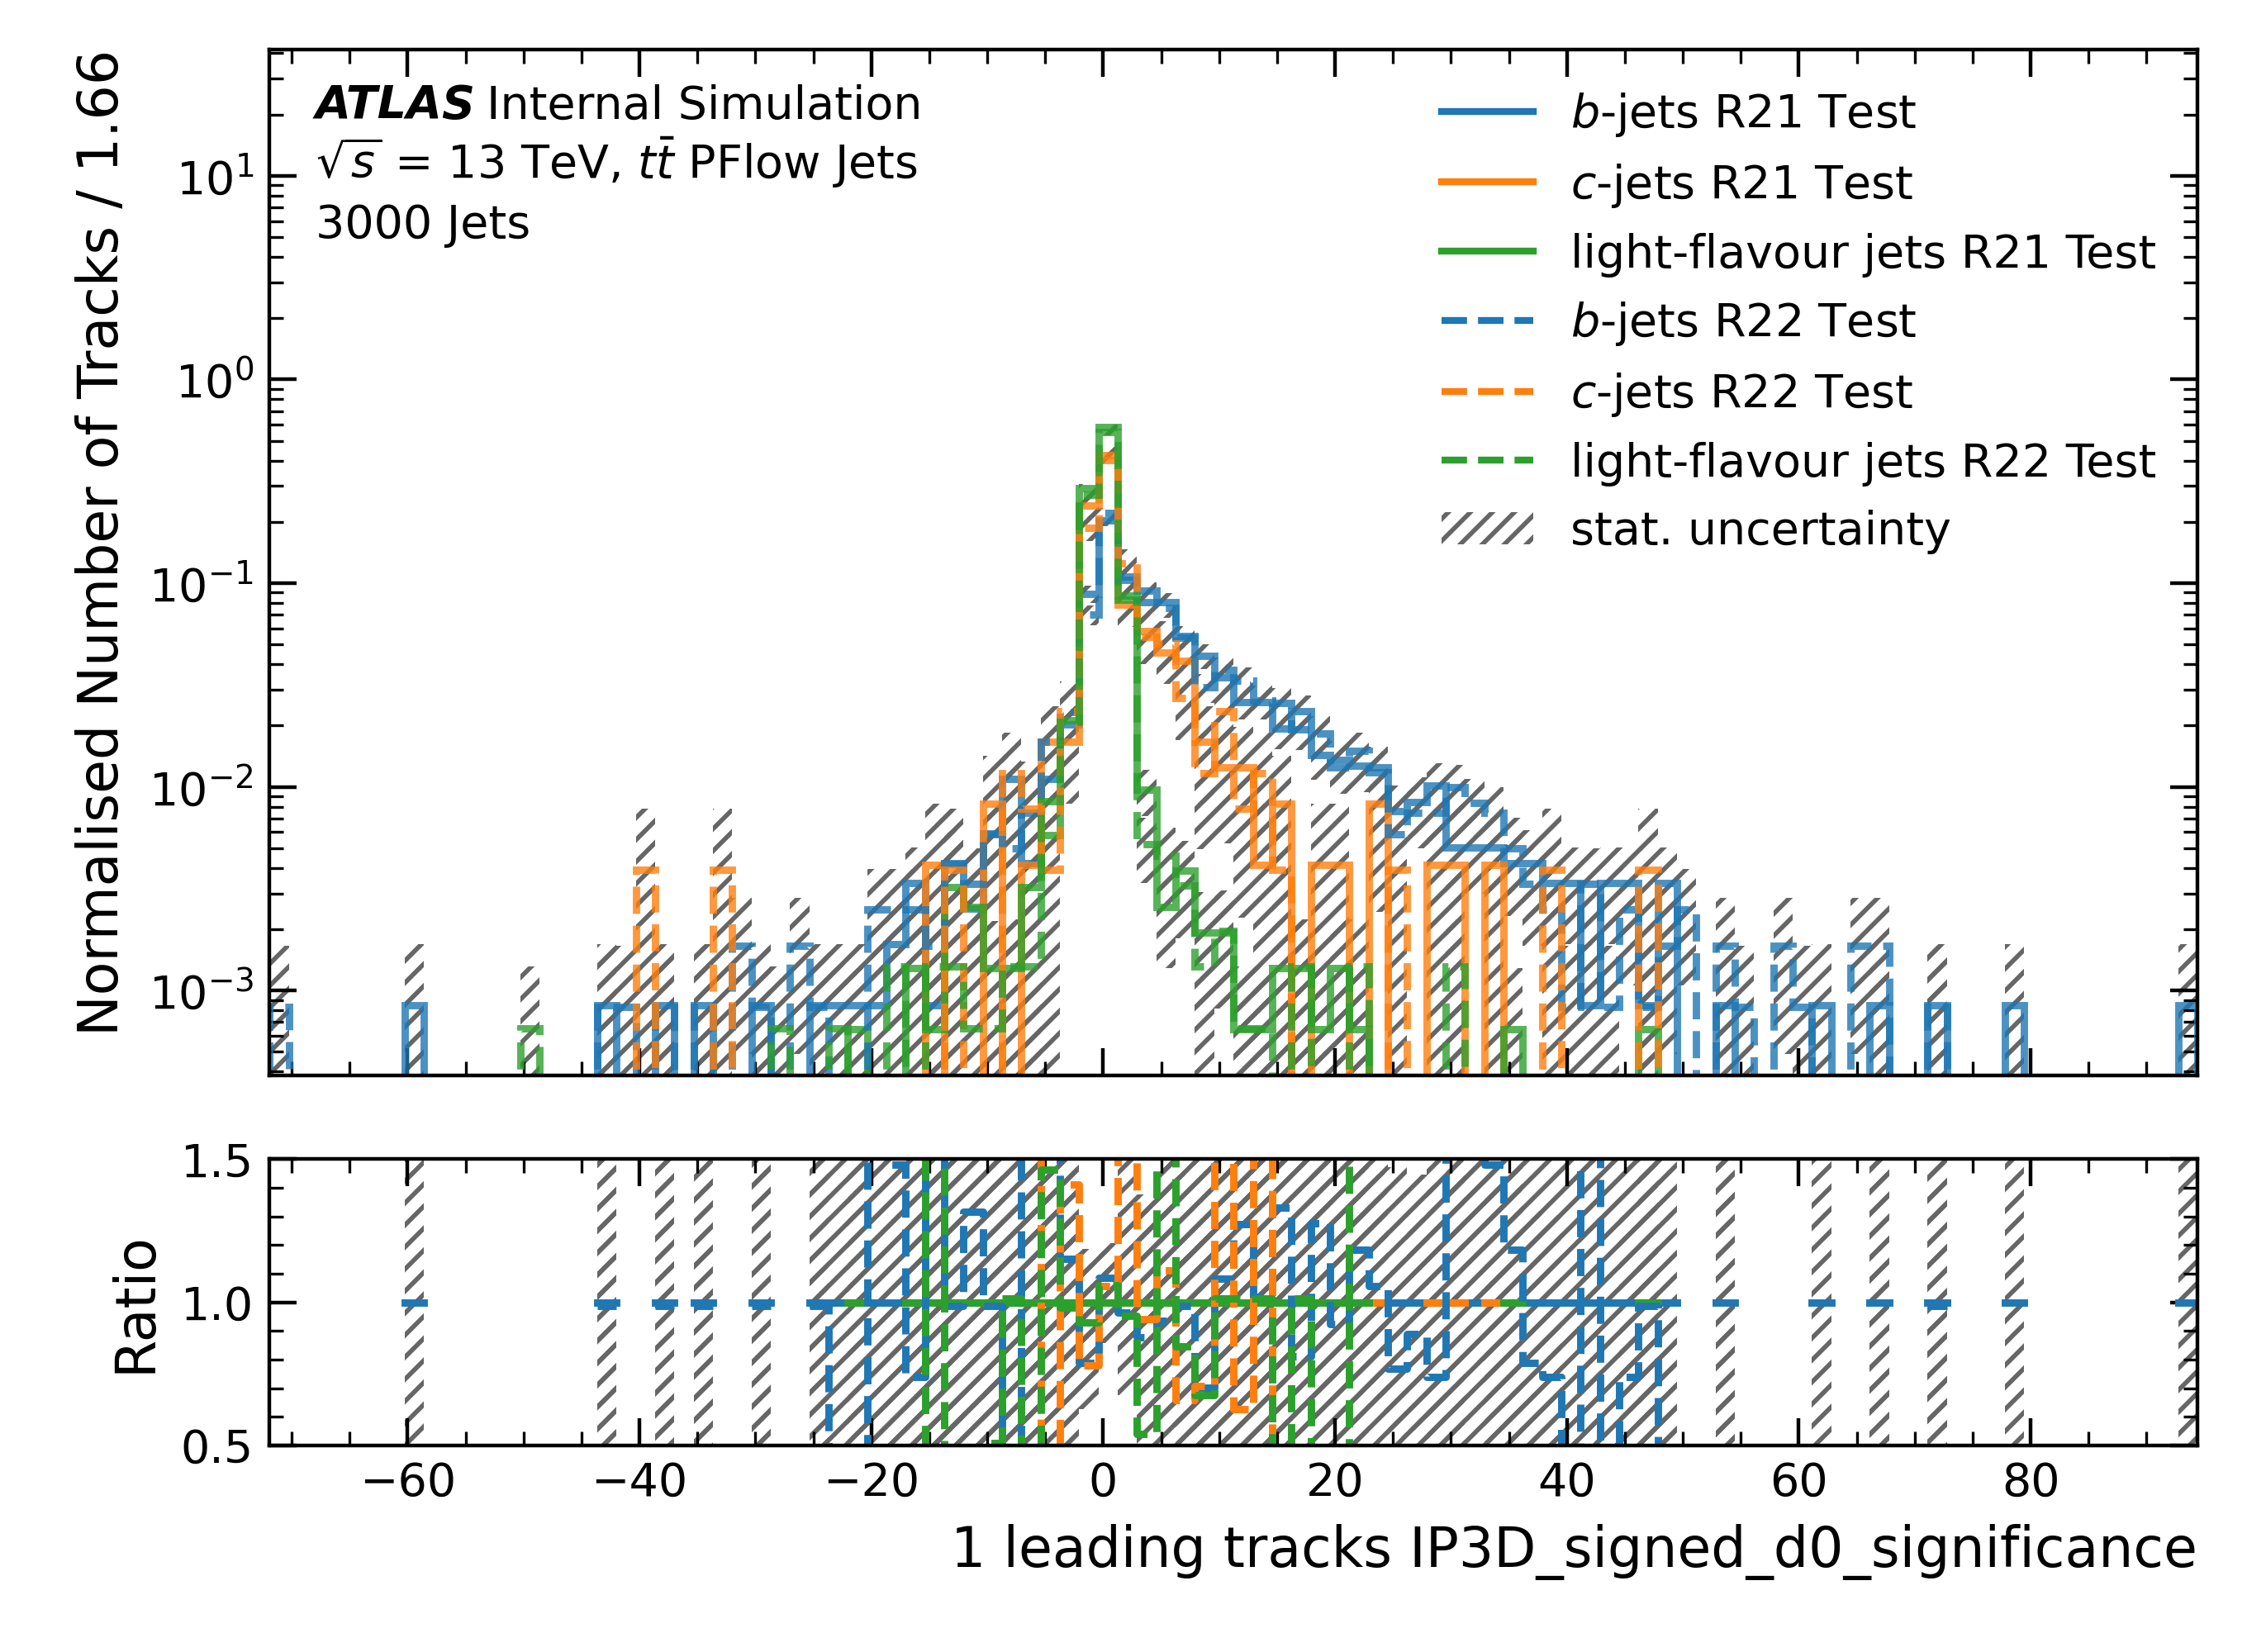 ATLAS Internal Simulation
√s = 13 TeV, tt̄ PFlow Jets
3000 Jets
b-jets R21 Test
c-jets R21 Test
light-flavour jets R21 Test
b-jets R22 Test
c-jets R22 Test
light-flavour jets R22 Test
stat. uncertainty
Normalised Number of Tracks / 1.66
10¹
10⁰
10⁻¹
10⁻²
10⁻³
Ratio
1.5
1.0
0.5
−60 −40 −20 0 20 40 60 80
1 leading tracks IP3D_signed_d0_significance